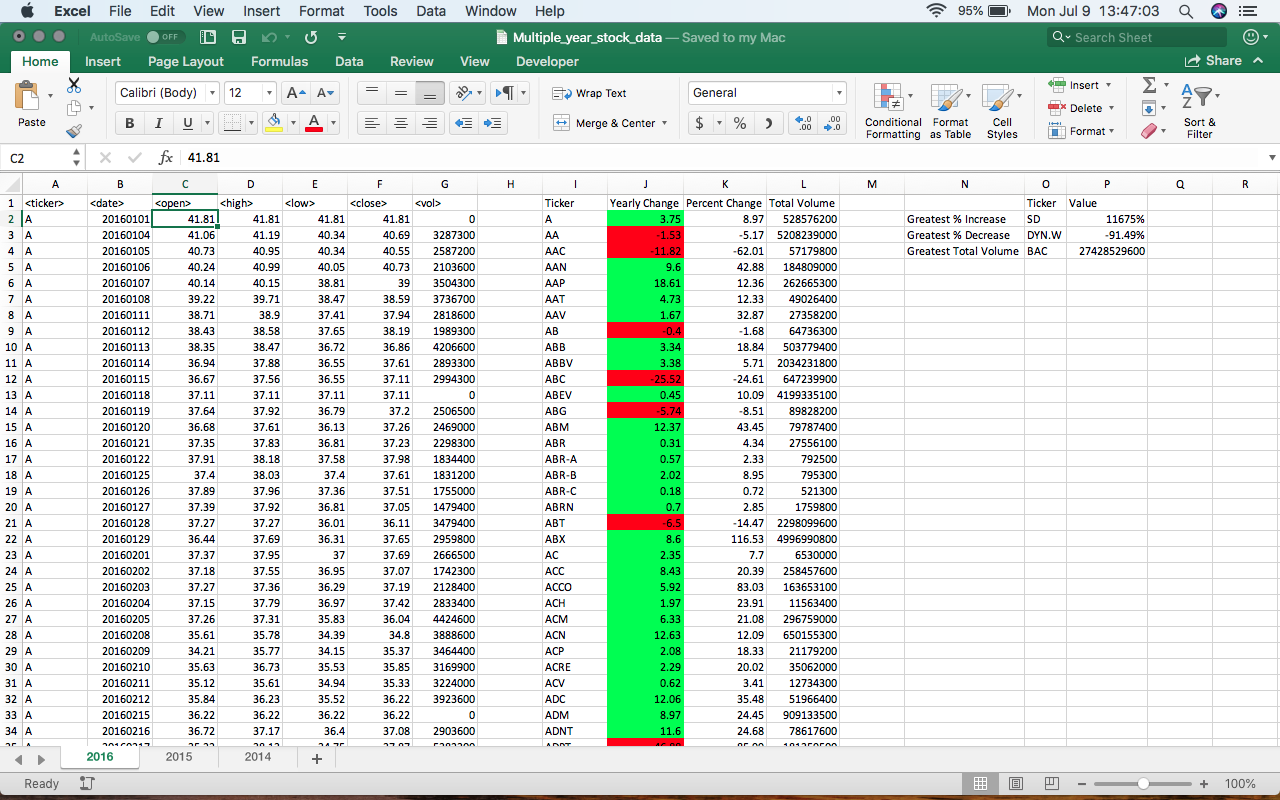 Excel File Edit View Insert Format Tools Data Window Help 95% Mon Jul 9 13:47:03
AutoSave OFF Multiple_year_stock_data — Saved to my Mac Search Sheet
Home Insert Page Layout Formulas Data Review View Developer Share
Calibri (Body) 12 A A Wrap Text General Insert
Paste B I U A Merge & Center $ % Conditional Formatting Format as Table Cell Styles Delete Format Sort & Filter
C2 fx 41.81
A B C D E F G H I J K L M N O P Q R
1 <ticker> <date> <open> <high> <low> <close> <vol> Ticker Yearly Change Percent Change Total Volume Ticker Value
2 A 20160101 41.81 41.81 41.81 41.81 0 A 3.75 8.97 528576200 Greatest % Increase SD 11675%
3 A 20160104 41.06 41.19 40.34 40.69 3287300 AA -1.53 -5.17 5208239000 Greatest % Decrease DYN.W -91.49%
4 A 20160105 40.73 40.95 40.34 40.55 2587200 AAC -11.82 -62.01 57179800 Greatest Total Volume BAC 27428529600
5 A 20160106 40.24 40.99 40.05 40.73 2103600 AAN 9.6 42.88 184809000
6 A 20160107 40.14 40.15 38.81 39 3504300 AAP 18.61 12.36 262665300
7 A 20160108 39.22 39.71 38.47 38.59 3736700 AAT 4.73 12.33 49026400
8 A 20160111 38.71 38.9 37.41 37.94 2818600 AAV 1.67 32.87 27358200
9 A 20160112 38.43 38.58 37.65 38.19 1989300 AB -0.4 -1.68 64736300
10 A 20160113 38.35 38.47 36.72 36.86 4206600 ABB 3.34 18.84 503779400
11 A 20160114 36.94 37.88 36.55 37.61 2893300 ABBV 3.38 5.71 2034231800
12 A 20160115 36.67 37.56 36.55 37.11 2994300 ABC -25.52 -24.61 647239900
13 A 20160118 37.11 37.11 37.11 37.11 0 ABEV 0.45 10.09 4199335100
14 A 20160119 37.64 37.92 36.79 37.2 2506500 ABG -5.74 -8.51 89828200
15 A 20160120 36.68 37.61 36.13 37.26 2469000 ABM 12.37 43.45 79787400
16 A 20160121 37.35 37.83 36.81 37.23 2298300 ABR 0.31 4.34 27556100
17 A 20160122 37.91 38.18 37.58 37.98 1834400 ABR-A 0.57 2.33 792500
18 A 20160125 37.4 38.03 37.4 37.61 1831200 ABR-B 2.02 8.95 795300
19 A 20160126 37.89 37.96 37.36 37.51 1755000 ABR-C 0.18 0.72 521300
20 A 20160127 37.39 37.92 36.81 37.05 1479400 ABRN 0.7 2.85 1759800
21 A 20160128 37.27 37.27 36.01 36.11 3479400 ABT -6.5 -14.47 2298099600
22 A 20160129 36.44 37.69 36.31 37.65 2959800 ABX 8.6 116.53 4996990800
23 A 20160201 37.37 37.95 37 37.69 2666500 AC 2.35 7.7 6530000
24 A 20160202 37.18 37.55 36.95 37.07 1742300 ACC 8.43 20.39 258457600
25 A 20160203 37.27 37.36 36.29 37.19 2128400 ACCO 5.92 83.03 163653100
26 A 20160204 37.15 37.79 36.97 37.42 2833400 ACH 1.97 23.91 11563400
27 A 20160205 37.26 37.31 35.83 36.04 4424600 ACM 6.33 21.08 296759000
28 A 20160208 35.61 35.78 34.39 34.8 3888600 ACN 12.63 12.09 650155300
29 A 20160209 34.21 35.77 34.15 35.37 3464400 ACP 2.08 18.33 21179200
30 A 20160210 35.63 36.73 35.53 35.85 3169900 ACRE 2.29 20.02 35062000
31 A 20160211 35.12 35.61 34.94 35.33 3224000 ACV 0.62 3.41 12734300
32 A 20160212 35.84 36.23 35.52 36.22 3923600 ADC 12.06 35.48 51966400
33 A 20160215 36.22 36.22 36.22 36.22 0 ADM 8.97 24.45 909133500
34 A 20160216 36.72 37.17 36.4 37.08 2903600 ADNT 11.6 24.68 78617600
2016 2015 2014 +
Ready 100%